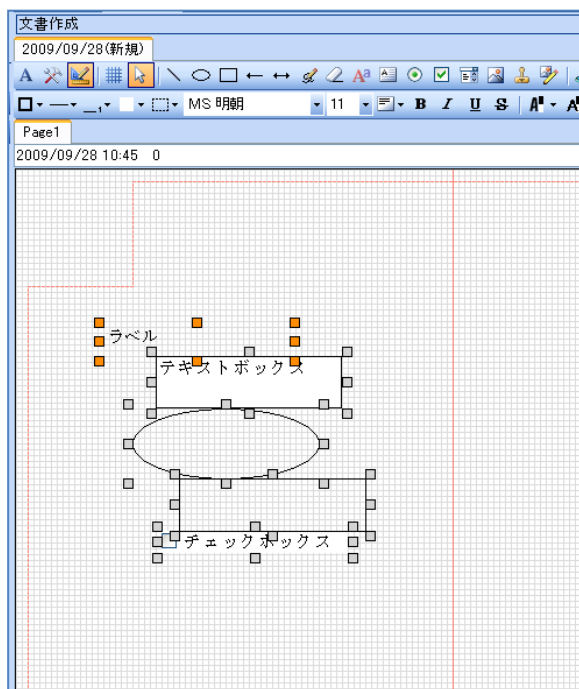 文書作成
2009/09/28(新規)
A Aa A
MS 明朝 11 B I U S A A
Page1
2009/09/28 10:45 0
ラベル
テキストボックス
チェックボックス